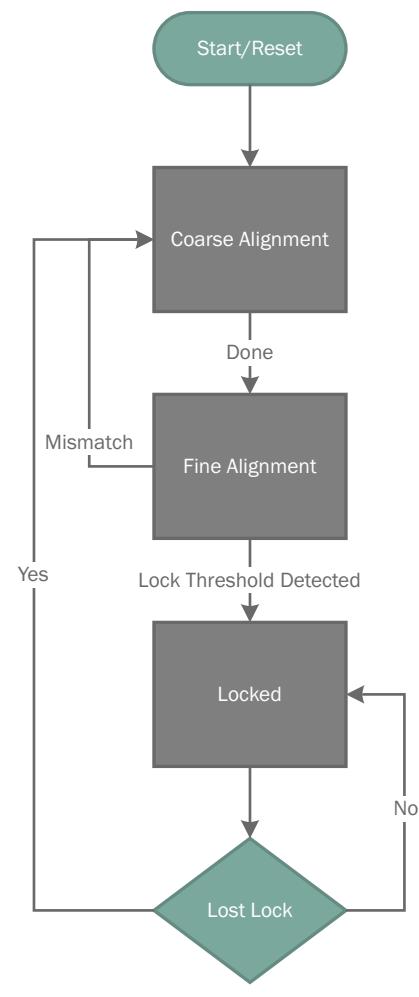 Start/Reset
Coarse Alignment
Done
Mismatch
Fine Alignment
Yes
Lock Threshold Detected
Locked
No
Lost Lock